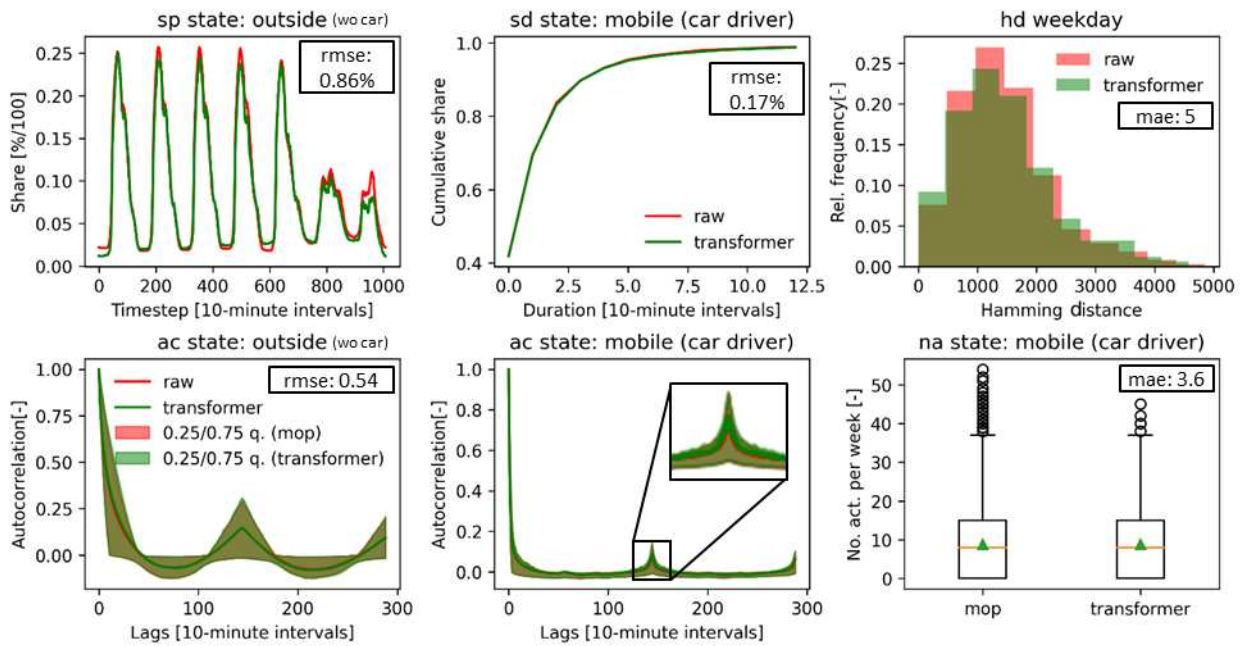 sp state: outside (wo car)
rmse:
0.86%
0.25
0.20
0.15
0.10
0.05
0.00
Share [%/100]
0 200 400 600 800 1000
Timestep [10-minute intervals]
sd state: mobile (car driver)
rmse:
0.17%
1.0
0.8
0.6
0.4
Cumulative share
raw
transformer
0.0 2.5 5.0 7.5 10.0 12.5
Duration [10-minute intervals]
hd weekday
raw
transformer
mae: 5
0.25
0.20
0.15
0.10
0.05
0.00
Rel. frequency[-]
0 1000 2000 3000 4000 5000
Hamming distance
ac state: outside (wo car)
rmse: 0.54
raw
transformer
0.25/0.75 q. (mop)
0.25/0.75 q. (transformer)
1.00
0.75
0.50
0.25
0.00
Autocorrelation[-]
0 100 200 300
Lags [10-minute intervals]
ac state: mobile (car driver)
1.0
0.8
0.6
0.4
0.2
0.0
Autocorrelation[-]
0 100 200 300
Lags [10-minute intervals]
na state: mobile (car driver)
mae: 3.6
50
40
30
20
10
0
No. act. per week [-]
mop transformer